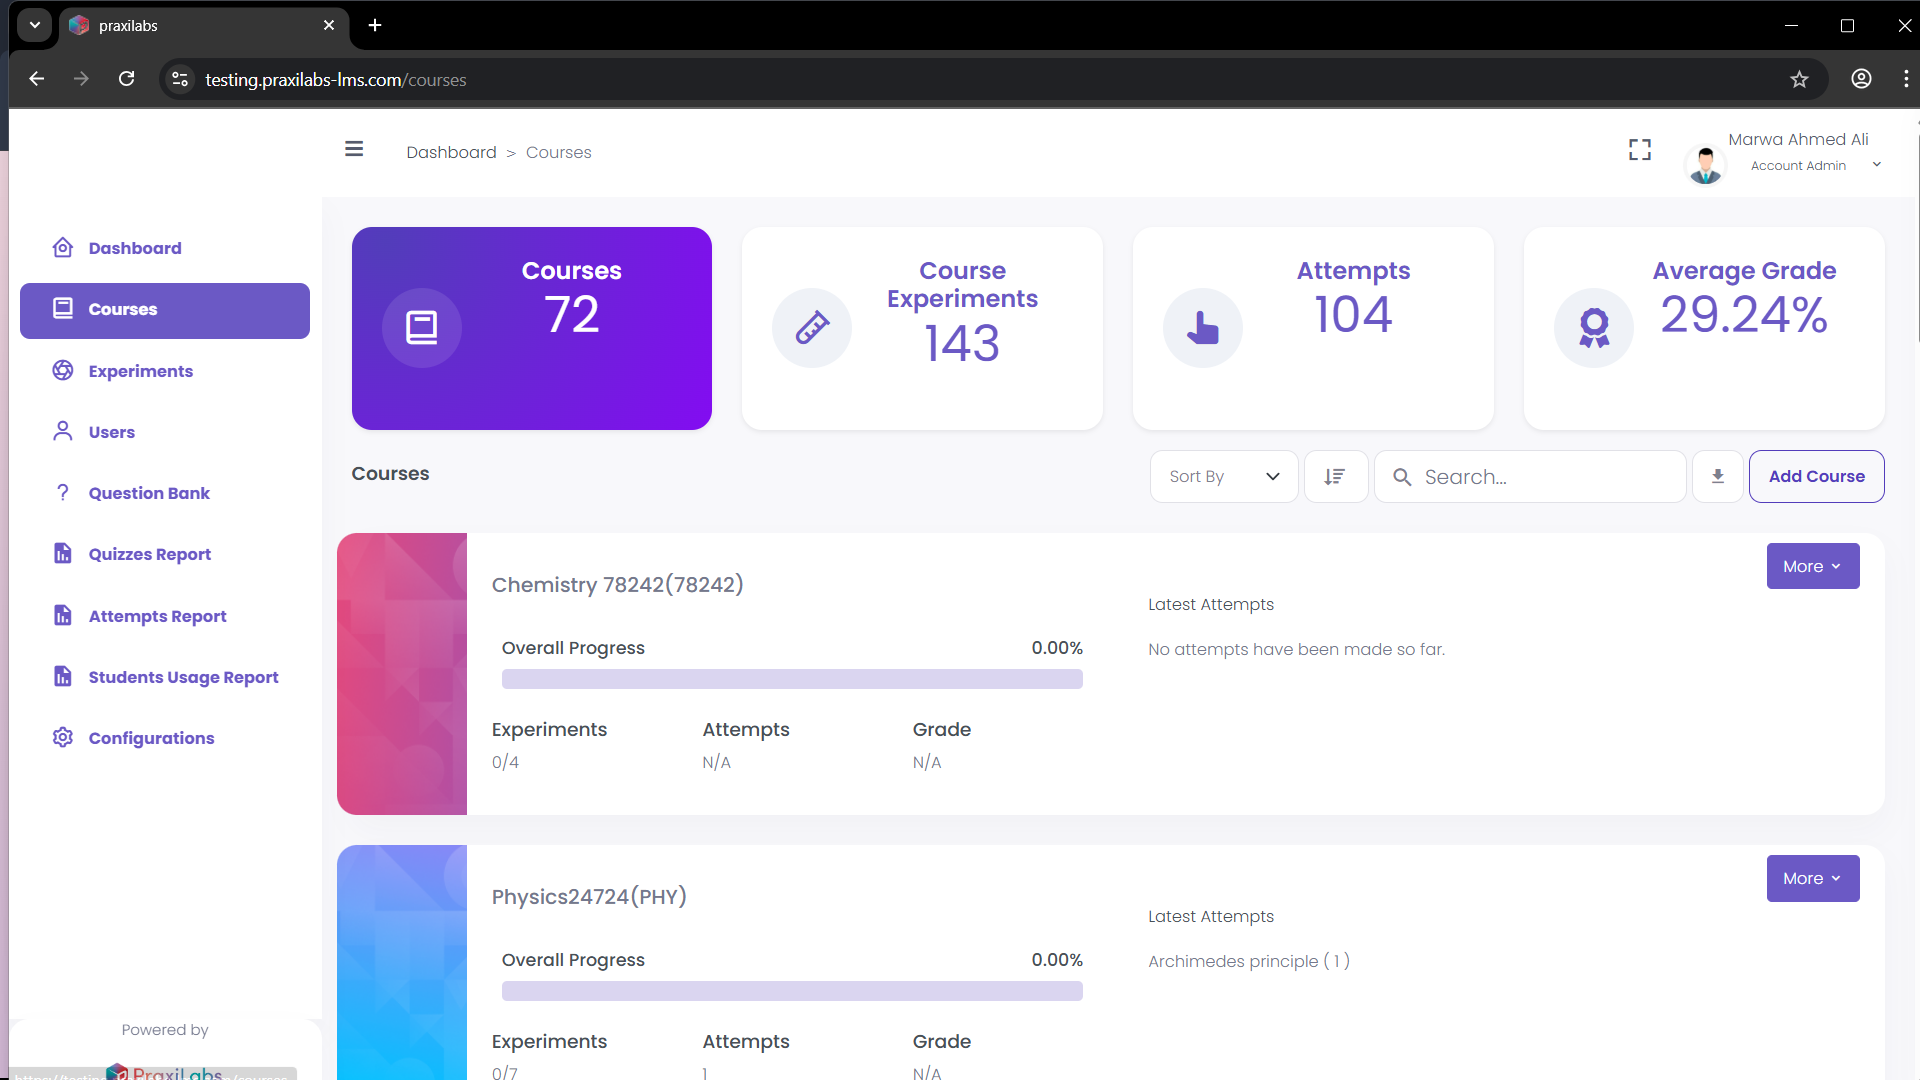 praxilabs
testing.praxilabs-lms.com/courses
Dashboard > Courses
Marwa Ahmed Ali
Account Admin
Dashboard
Courses
Experiments
Users
Question Bank
Quizzes Report
Attempts Report
Students Usage Report
Configurations
Powered by
PraxiLabs
Courses
72
Course
Experiments
143
Attempts
104
Average Grade
29.24%
Courses
Sort By
Search...
Add Course
Chemistry 78242(78242)
More
Overall Progress 0.00%
Latest Attempts
No attempts have been made so far.
Experiments Attempts Grade
0/4 N/A N/A
Physics24724(PHY)
More
Overall Progress 0.00%
Latest Attempts
Archimedes principle ( 1 )
Experiments Attempts Grade
0/7 1 N/A